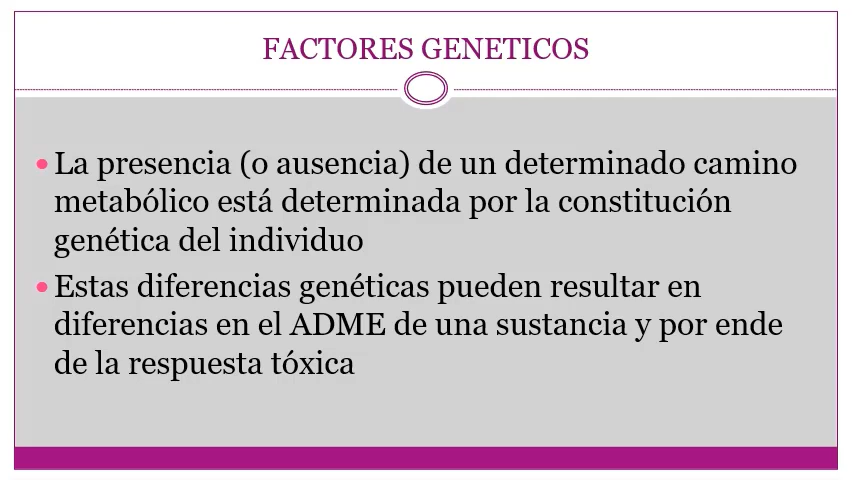 FACTORES GENETICOS
La presencia (o ausencia) de un determinado camino
metabólico está determinada por la constitución
genética del individuo
Estas diferencias genéticas pueden resultar en
diferencias en el ADME de una sustancia y por ende
de la respuesta tóxica